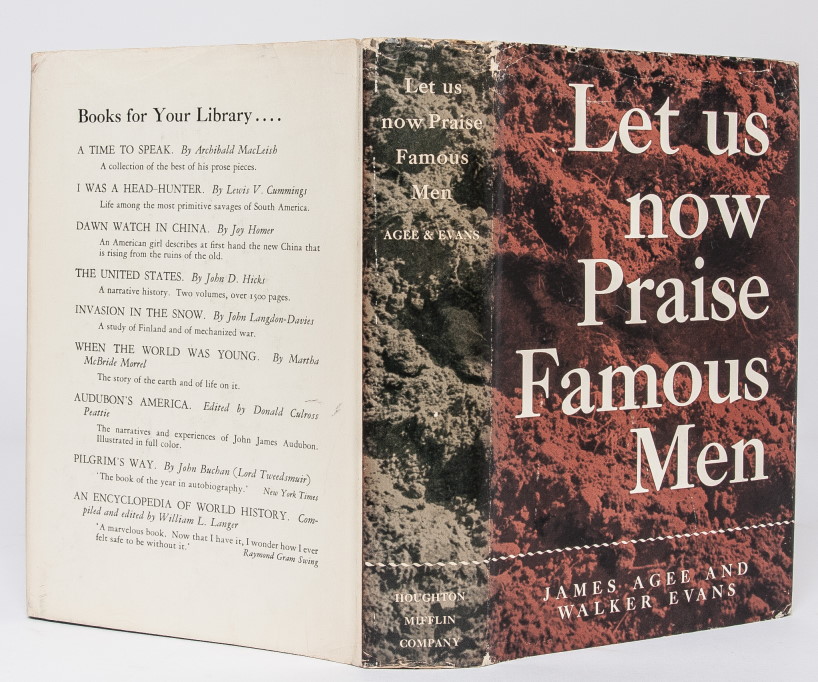 Books for Your Library....
A TIME TO SPEAK. By Archibald MacLeish
A collection of the best of his prose pieces.
I WAS A HEAD-HUNTER. By Lewis V. Cummings
Life among the most primitive savages of South America.
DAWN WATCH IN CHINA. By Joy Homer
An American girl describes at first hand the new China that
is rising from the ruins of the old.
THE UNITED STATES. By John D. Hicks
A narrative history. Two volumes, over 1500 pages.
INVASION IN THE SNOW. By John Langdon-Davies
A study of Finland and of mechanized war.
WHEN THE WORLD WAS YOUNG. By Martha
McBride Morrel
The story of the earth and of life on it.
AUDUBON'S AMERICA. Edited by Donald Culross
Peattie
The narratives and experiences of John James Audubon.
Illustrated in full color.
PILGRIM'S WAY. By John Buchan (Lord Tweedsmuir)
'The book of the year in autobiography.' New York Times
AN ENCYCLOPEDIA OF WORLD HISTORY. Com-
piled and edited by William L. Langer
'A marvelous book. Now that I have it, I wonder how I ever
felt safe to be without it.' Raymond Gram Swing
Let us
now Praise
Famous
Men
AGEE & EVANS
HOUGHTON
MIFFLIN
COMPANY
Let us
now
Praise
Famous
Men
JAMES AGEE AND
WALKER EVANS